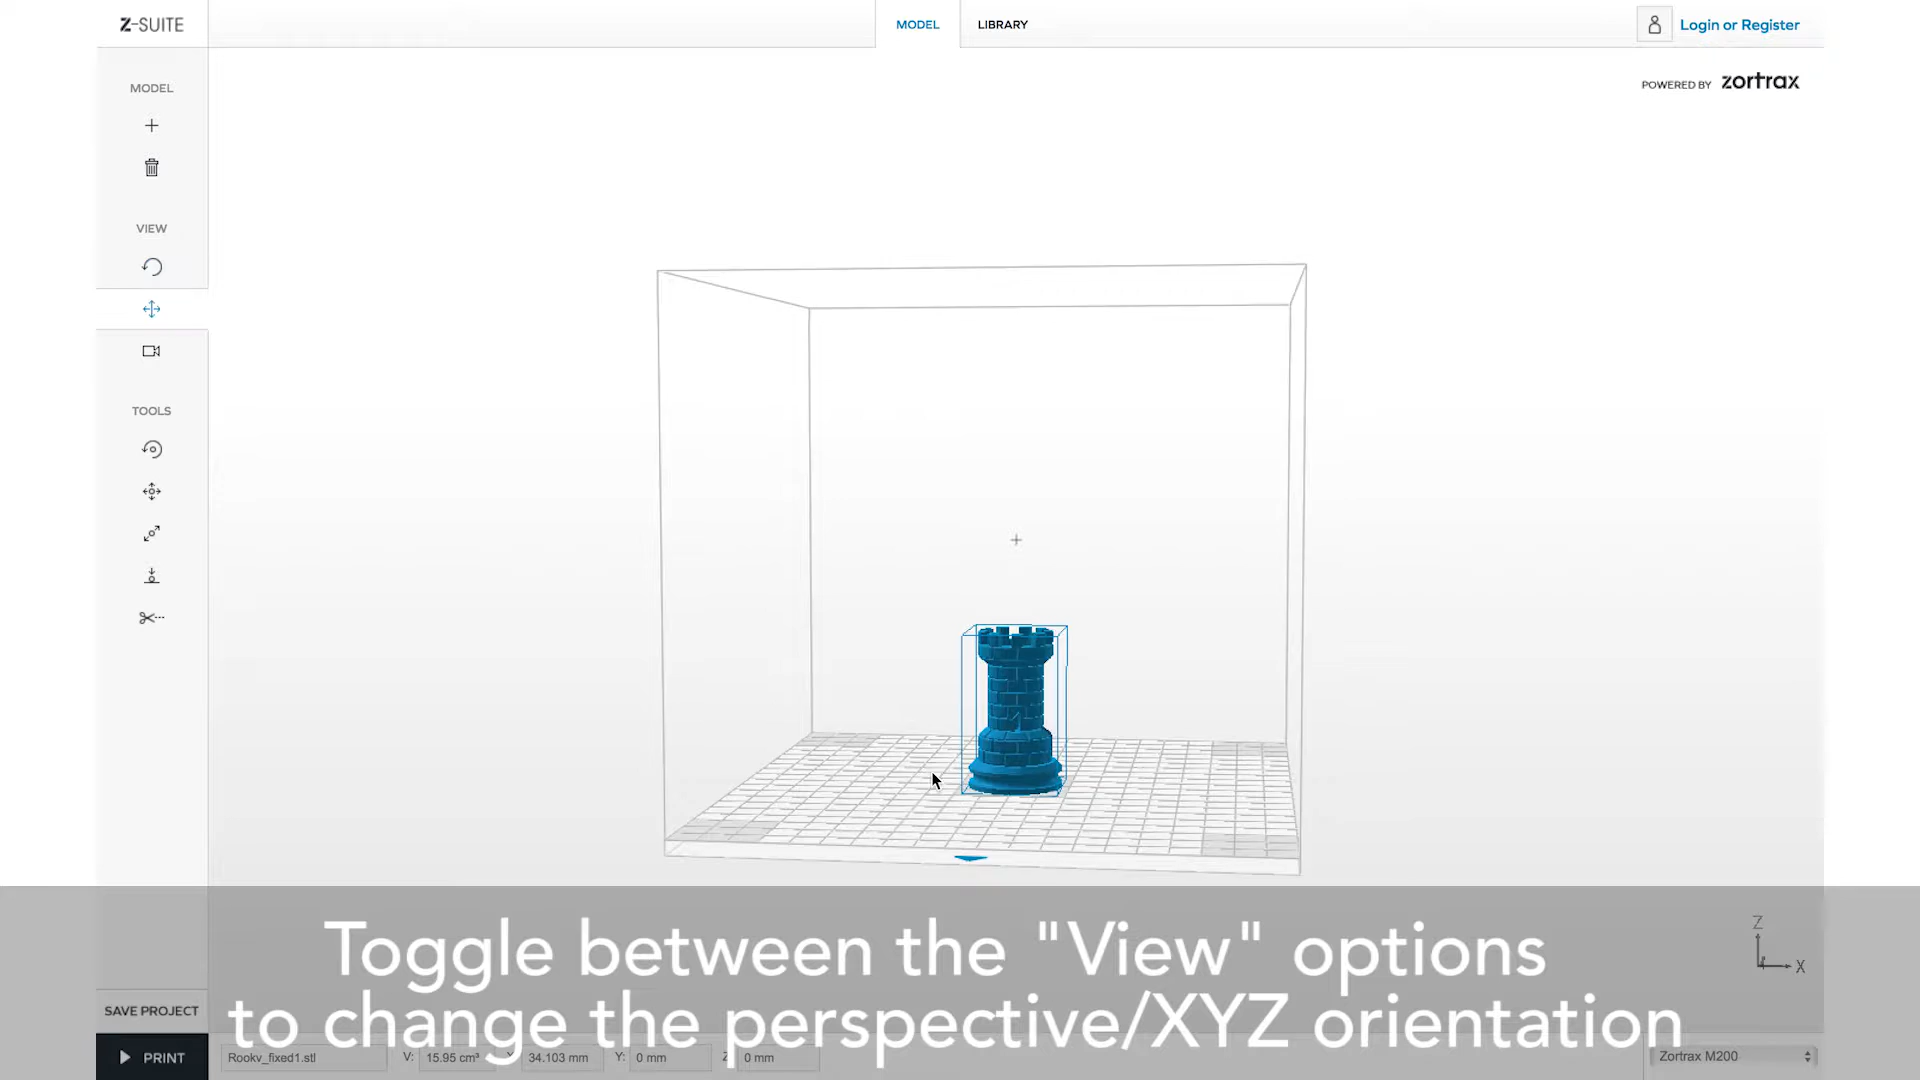 Z-SUITE
MODEL
LIBRARY
Login or Register
POWERED BY zortrax
MODEL
VIEW
TOOLS
Z
X
Toggle between the "View" options
to change the perspective/XYZ orientation
SAVE PROJECT
PRINT
Rookv_fixed1.stl
V: 15.95 cm³
34.103 mm
Y: 0 mm
Z 0 mm
Zortrax M200